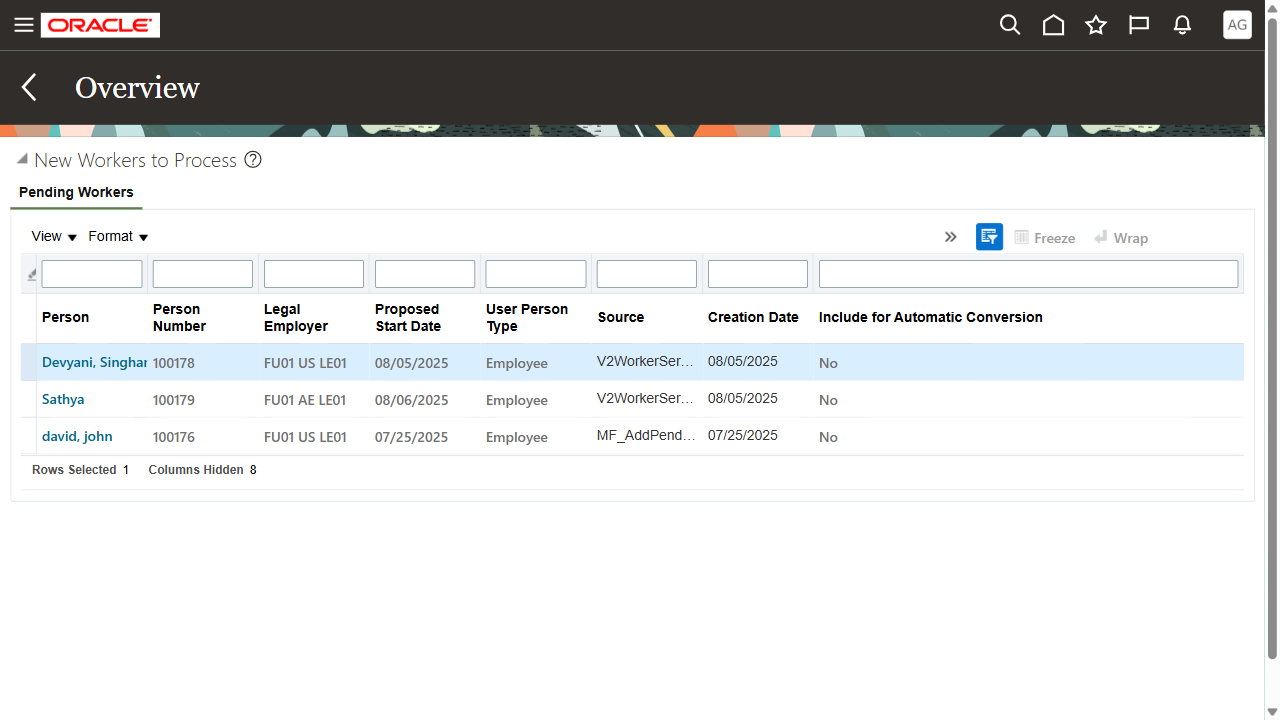 ORACLE
AG
Overview
New Workers to Process
Pending Workers
View Format Freeze Wrap
Person Person Number Legal Employer Proposed Start Date User Person Type Source Creation Date Include for Automatic Conversion
Devyani, Singhan 100178 FU01 US LE01 08/05/2025 Employee V2WorkerSer... 08/05/2025 No
Sathya 100179 FU01 AE LE01 08/06/2025 Employee V2WorkerSer... 08/05/2025 No
david, john 100176 FU01 US LE01 07/25/2025 Employee MF_AddPend... 07/25/2025 No
Rows Selected 1 Columns Hidden 8